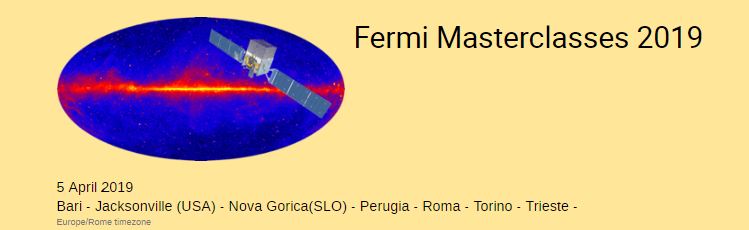 Fermi Masterclasses 2019
5 April 2019
Bari - Jacksonville (USA) - Nova Gorica(SLO) - Perugia - Roma - Torino - Trieste -
Europe/Rome timezone